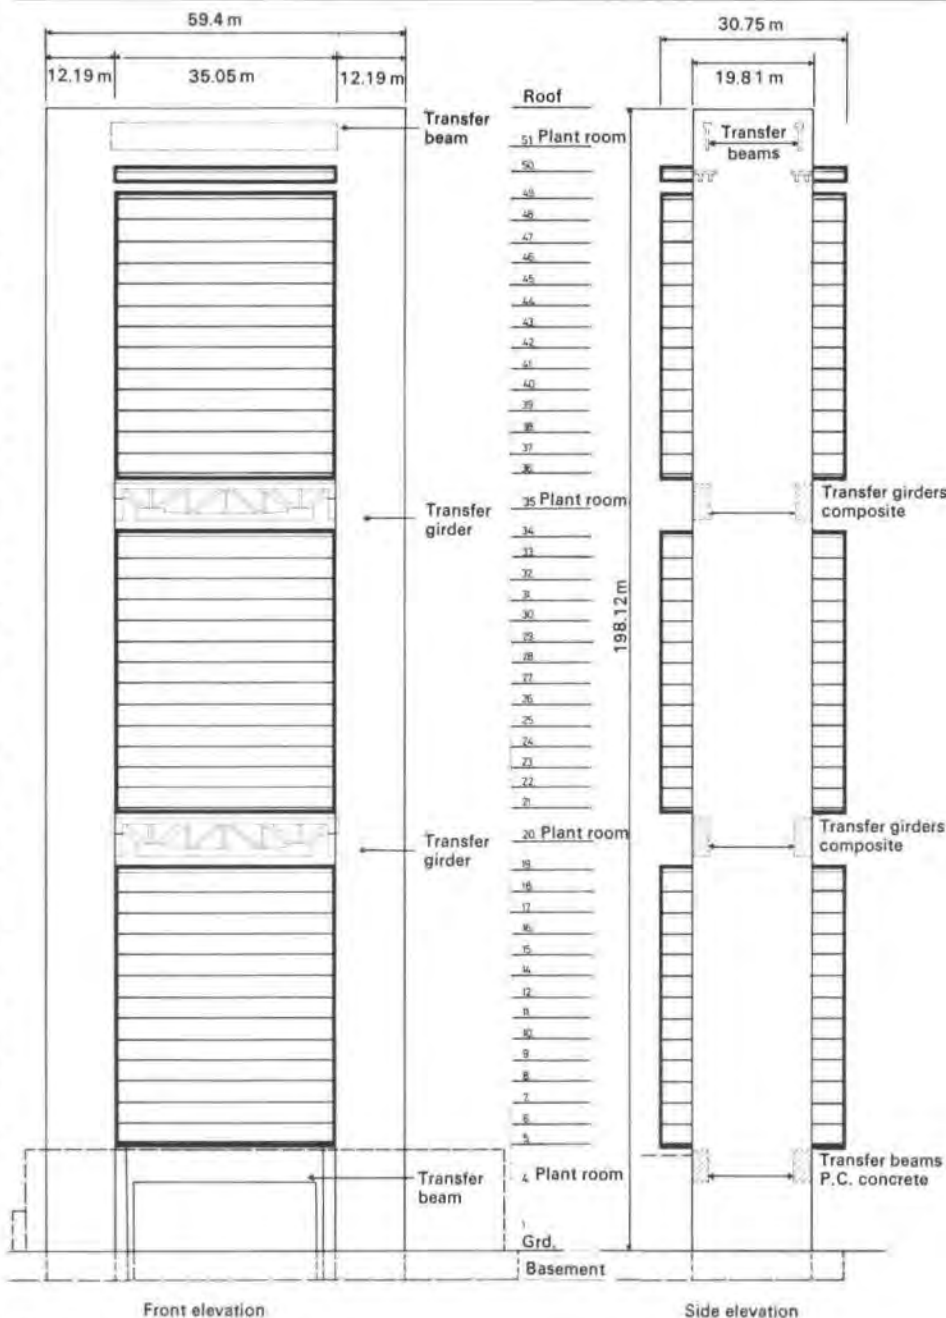 59.4 m
12.19 m
35.05 m
12.19 m
30.75 m
19.81 m
Roof
Transfer
beam
51 Plant room
Transfer
beams
50
49
48
47
46
45
44
43
42
41
40
39
38
37
36
35 Plant room
Transfer
girder
Transfer girders
composite
34
33
32
31
30
29
28
27
26
25
24
23
22
21
198.12m
20 Plant room
Transfer
girder
Transfer girders
composite
19
18
17
16
15
14
12
11
10
9
8
7
6
5
Transfer
beam
4 Plant room
Transfer beams
P.C. concrete
1
Grd.
Basement
Front elevation
Side elevation